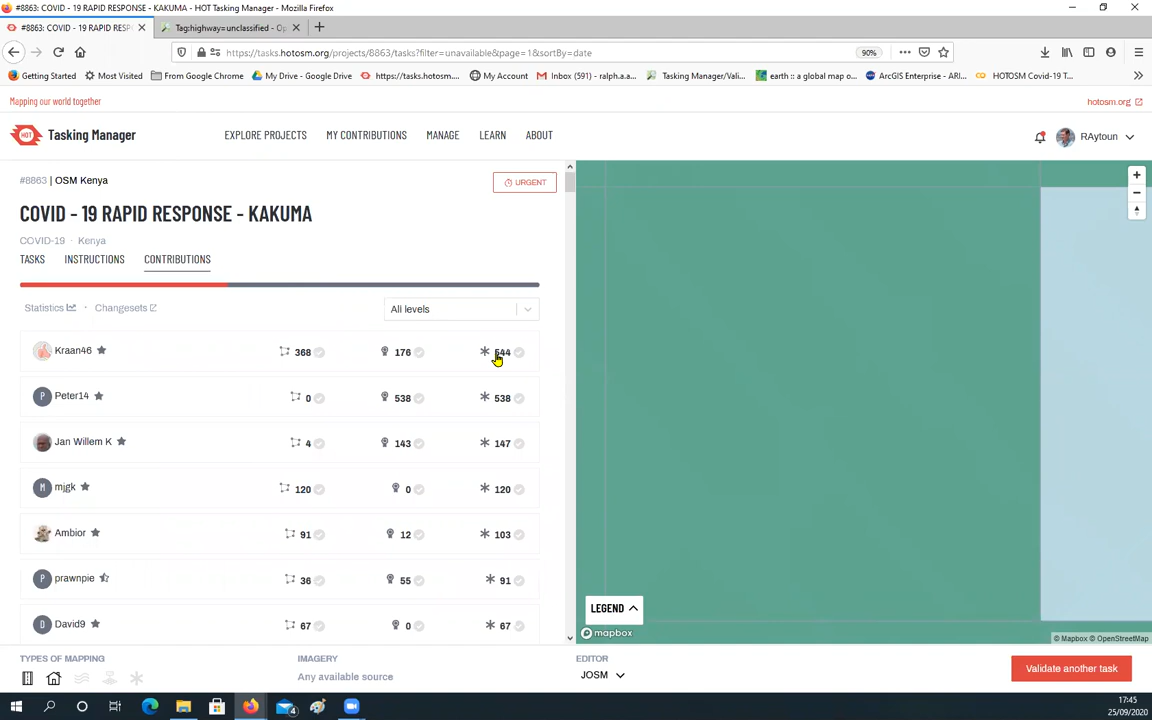 #8863: COVID - 19 RAPID RESPONSE - KAKUMA - HOT Tasking Manager - Mozilla Firefox
#8863: COVID - 19 RAPID RESP
Tag:highway=unclassified - Op
https://tasks.hotosm.org/projects/8863/tasks?filter=unavailable&page=1&sortBy=date
90%
Getting Started
Most Visited
From Google Chrome
My Drive - Google Drive
https://tasks.hotosm....
My Account
Inbox (591) - ralph.a.a...
Tasking Manager/Vali...
earth :: a global map o...
ArcGIS Enterprise - ARI...
HOTOSM Covid-19 T...
Mapping our world together
hotosm.org
HOT
Tasking Manager
EXPLORE PROJECTS
MY CONTRIBUTIONS
MANAGE
LEARN
ABOUT
RAytoun
#8863 | OSM Kenya
URGENT
COVID - 19 RAPID RESPONSE - KAKUMA
COVID-19 · Kenya
TASKS
INSTRUCTIONS
CONTRIBUTIONS
Statistics · Changesets
All levels
Kraan46 368 176 544
P Peter14 0 538 538
Jan Willem K 4 143 147
M mjgk 120 0 120
Ambior 91 12 103
P prawnpie 36 55 91
D David9 67 0 67
LEGEND
mapbox
© Mapbox © OpenStreetMap
TYPES OF MAPPING
IMAGERY
Any available source
EDITOR
JOSM
Validate another task
4
17:45
25/09/2020